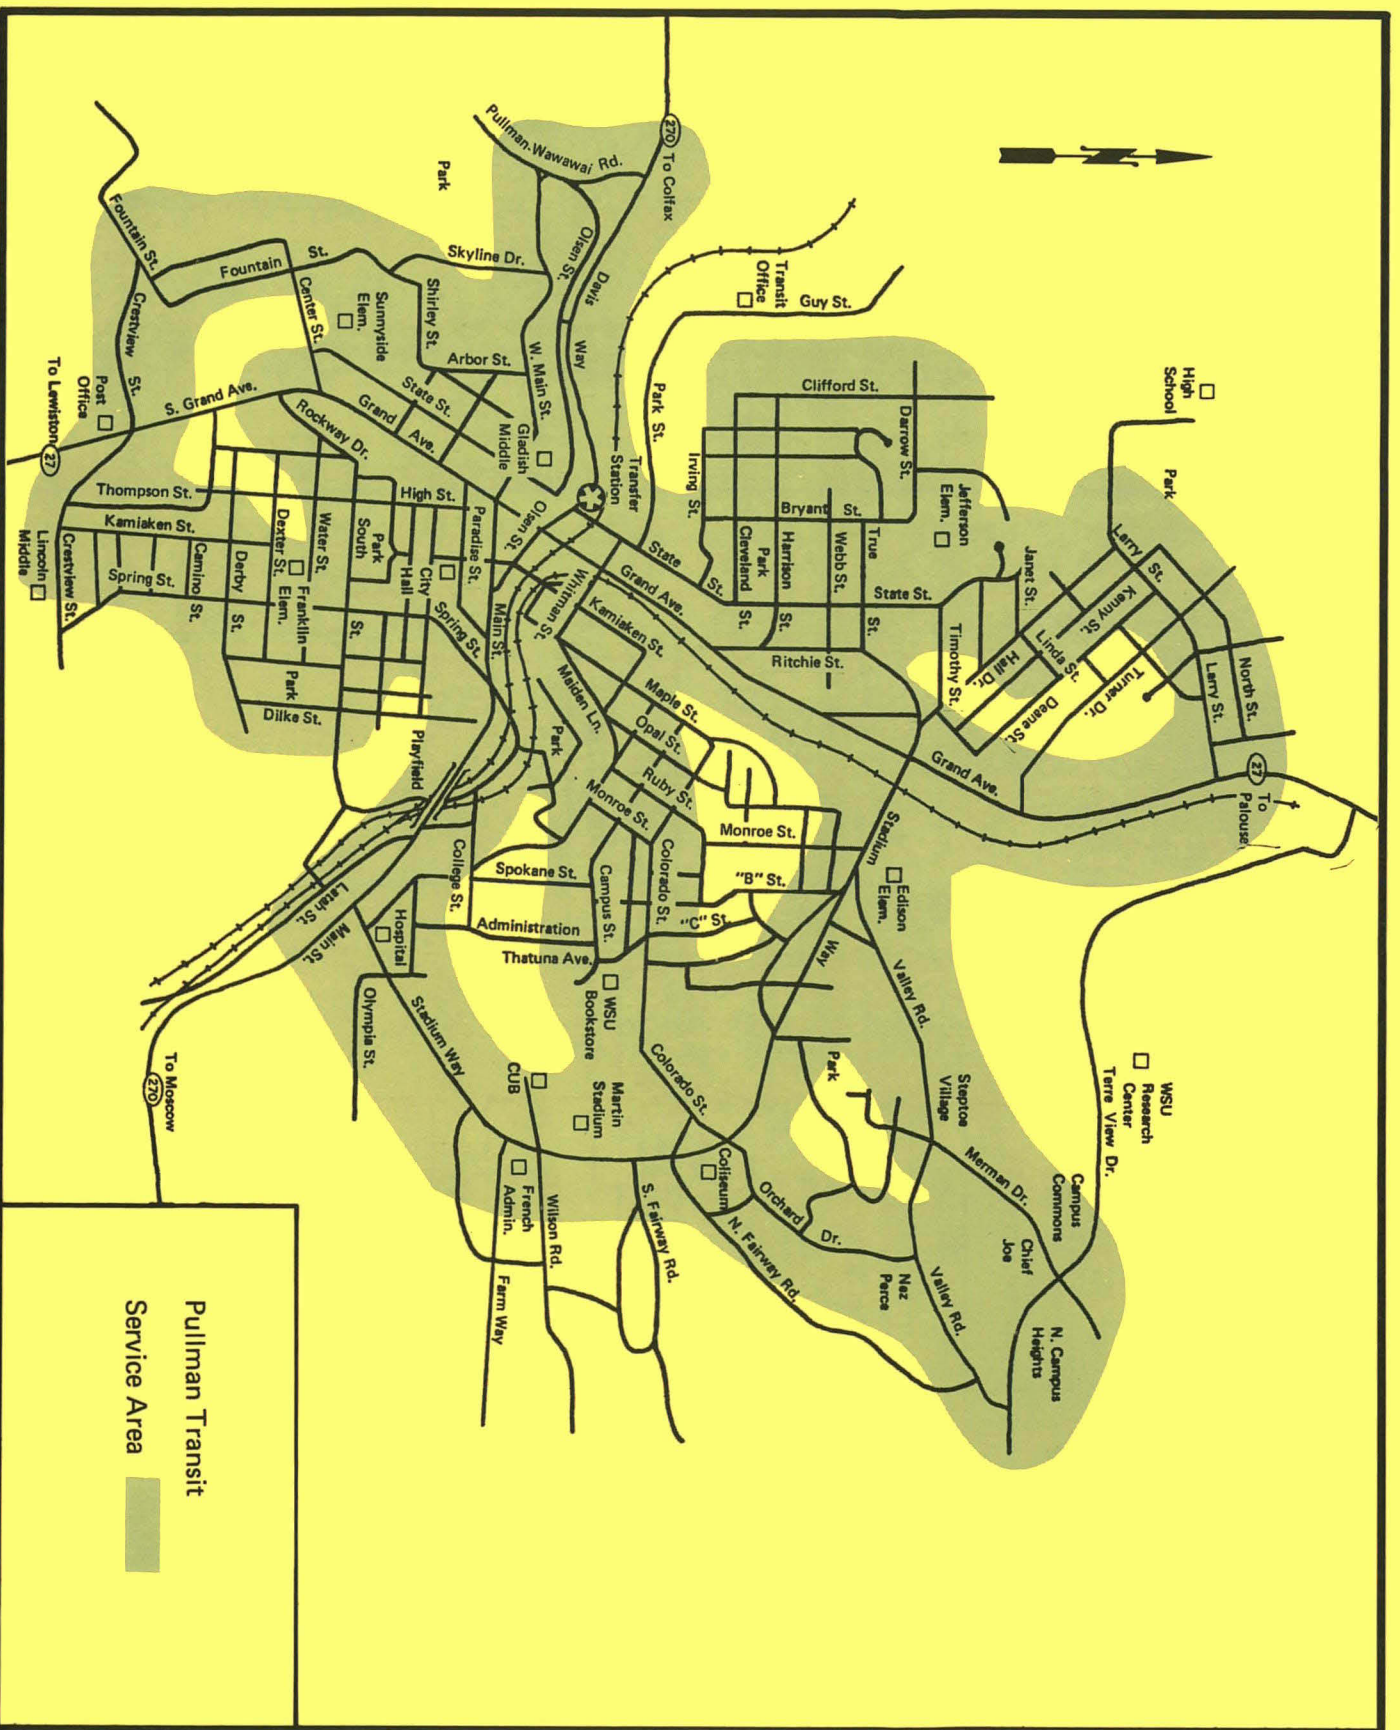 270
To Colfax
Pullman-Wawawai Rd.
Park
Olsen St.
Davis
Way
Skyline Dr.
Fountain St.
Fountain
St.
Center St.
Shirley St.
Sunnyside
Elem.
Arbor St.
W. Main St.
State St.
Grand
Ave.
Gladish
Middle
Crestview
St.
Post
Office
S. Grand Ave.
To Lewiston
27
Rockway Dr.
Transit
Office
Guy St.
Park St.
Transfer
Station
High
School
Park
Clifford St.
Darrow St.
Irving St.
Bryant
St.
Jefferson
Elem.
Cleveland
St.
Park
Harrison
St.
Webb St.
True
St.
State
St.
State St.
Ritchie St.
Janet St.
Timothy St.
Larry
St.
Kenny St.
Linda St.
Hall Dr.
Turner Dr.
Deane St.
Larry St.
North St.
27
To
Palouse
Grand Ave.
Grand Ave.
Thompson St.
Kamiaken St.
Spring St.
Crestview St.
Lincoln
Middle
Camino
St.
Derby
St.
Dexter St.
Franklin
Elem.
Water St.
South
St.
Park
High St.
City
Hall
Paradise St.
Olsen St.
Main St.
Spring St.
Whitman St.
Kamiaken St.
Maiden Ln.
Maple St.
Opal St.
Ruby St.
Monroe St.
Park
Dilke St.
Playfield
Park
Monroe St.
"B" St.
"C" St.
Colorado St.
Campus St.
Spokane St.
College St.
Administration
Thatuna Ave.
Hospital
Latah St.
Main St.
Olympia St.
Stadium Way
To Moscow
270
WSU
Bookstore
CUB
Martin
Stadium
Colorado St.
Stadium
Way
Edison
Elem.
Valley Rd.
Park
Steptoe
Village
WSU
Research
Center
Terre View Dr.
Merman Dr.
Campus
Commons
Chief
Joe
N. Campus
Heights
Valley Rd.
Nez
Perce
Orchard
Dr.
Coliseum
N. Fairway Rd.
S. Fairway Rd.
Wilson Rd.
French
Admin.
Farm Way
Pullman Transit
Service Area